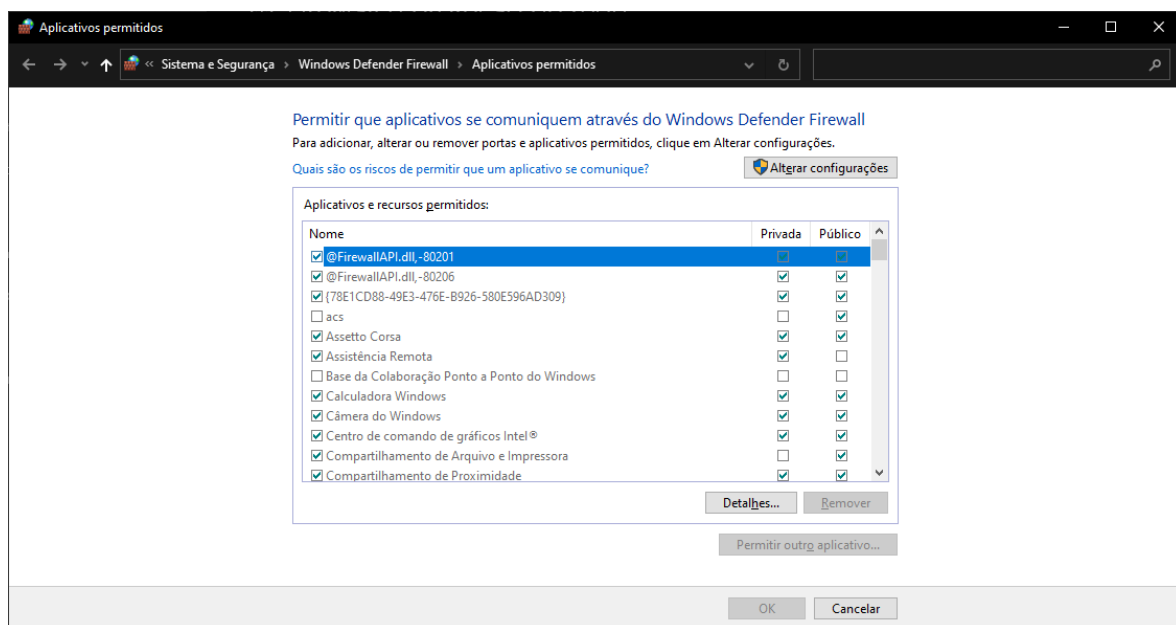 Aplicativos permitidos
« Sistema e Segurança › Windows Defender Firewall › Aplicativos permitidos
Permitir que aplicativos se comuniquem através do Windows Defender Firewall
Para adicionar, alterar ou remover portas e aplicativos permitidos, clique em Alterar configurações.
Quais são os riscos de permitir que um aplicativo se comunique?
Alterar configurações
Aplicativos e recursos permitidos:
Nome Privada Público
@FirewallAPI.dll,-80201
@FirewallAPI.dll,-80206
{78E1CD88-49E3-476E-B926-580E596AD309}
acs
Assetto Corsa
Assistência Remota
Base da Colaboração Ponto a Ponto do Windows
Calculadora Windows
Câmera do Windows
Centro de comando de gráficos Intel®
Compartilhamento de Arquivo e Impressora
Compartilhamento de Proximidade
Detalhes... Remover
Permitir outro aplicativo...
OK Cancelar